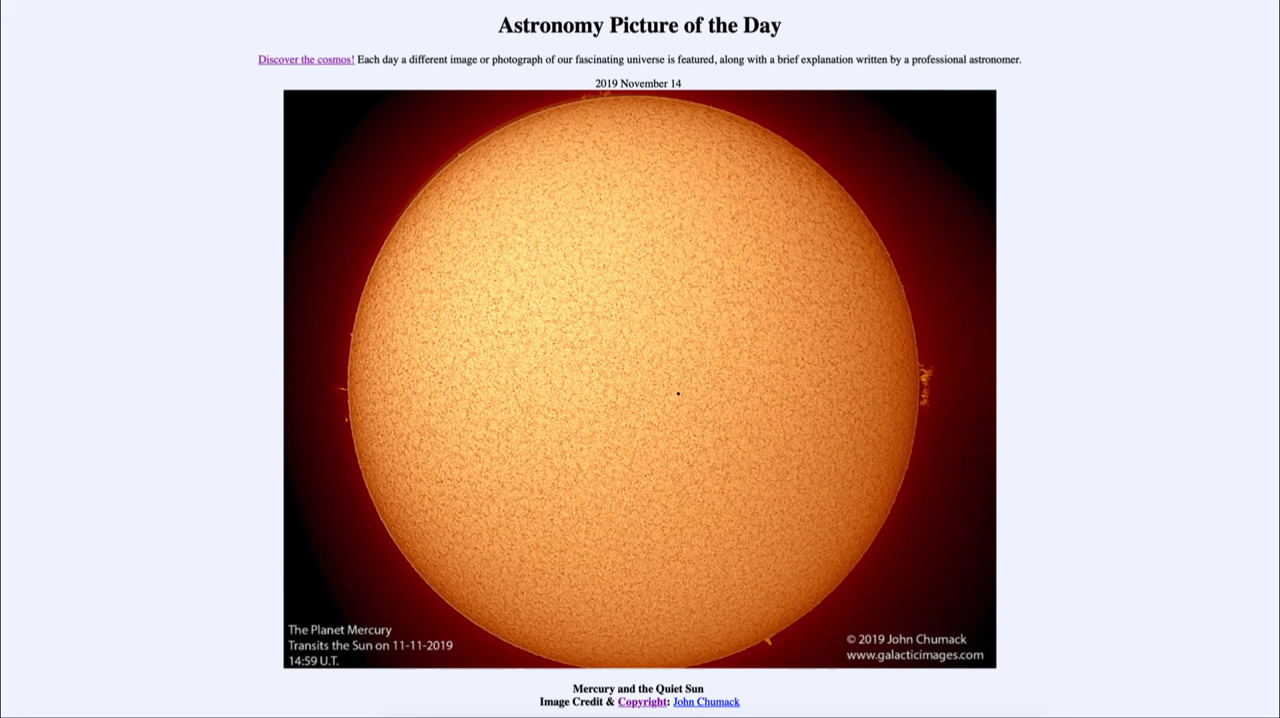 Astronomy Picture of the Day
Discover the cosmos! Each day a different image or photograph of our fascinating universe is featured, along with a brief explanation written by a professional astronomer.
2019 November 14
The Planet Mercury
Transits the Sun on 11-11-2019
14:59 U.T.
© 2019 John Chumack
www.galacticimages.com
Mercury and the Quiet Sun
Image Credit & Copyright: John Chumack